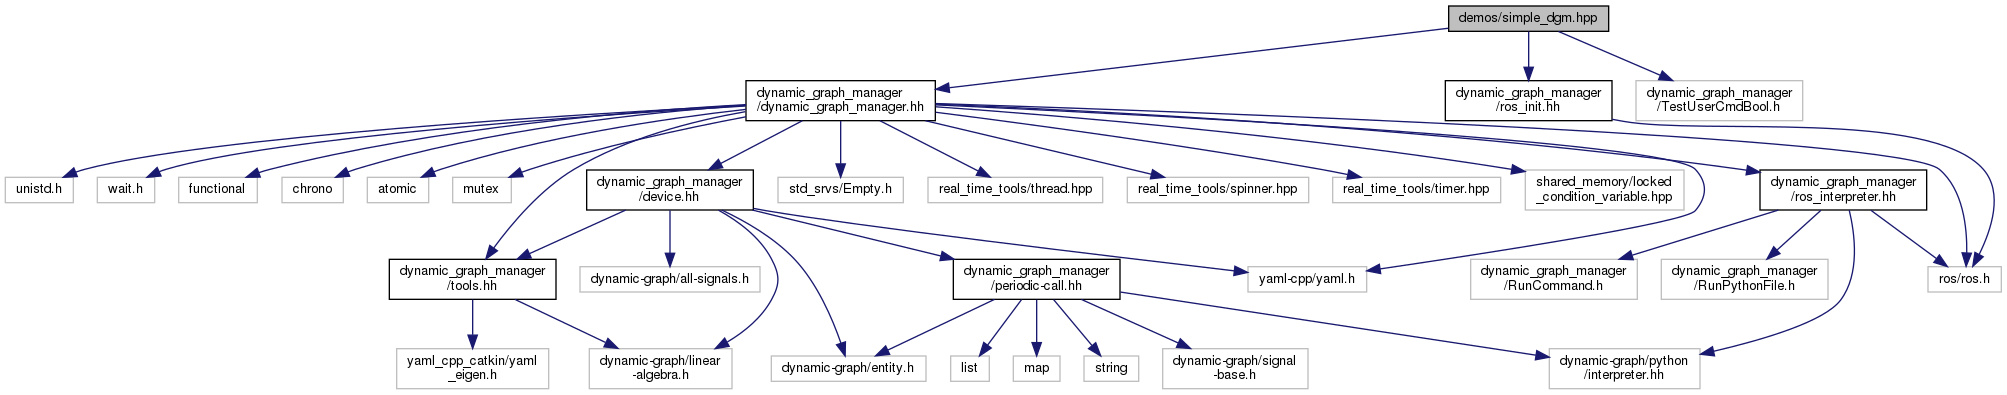 demos/simple_dgm.hpp
dynamic_graph_manager
/dynamic_graph_manager.hh
dynamic_graph_manager
/ros_init.hh
dynamic_graph_manager
/TestUserCmdBool.h
unistd.h
wait.h
functional
chrono
atomic
mutex
dynamic_graph_manager
/device.hh
std_srvs/Empty.h
real_time_tools/thread.hpp
real_time_tools/spinner.hpp
real_time_tools/timer.hpp
shared_memory/locked
_condition_variable.hpp
dynamic_graph_manager
/ros_interpreter.hh
dynamic_graph_manager
/tools.hh
dynamic-graph/all-signals.h
dynamic_graph_manager
/periodic-call.hh
yaml-cpp/yaml.h
dynamic_graph_manager
/RunCommand.h
dynamic_graph_manager
/RunPythonFile.h
ros/ros.h
yaml_cpp_catkin/yaml
_eigen.h
dynamic-graph/linear
-algebra.h
dynamic-graph/entity.h
list
map
string
dynamic-graph/signal
-base.h
dynamic-graph/python
/interpreter.hh